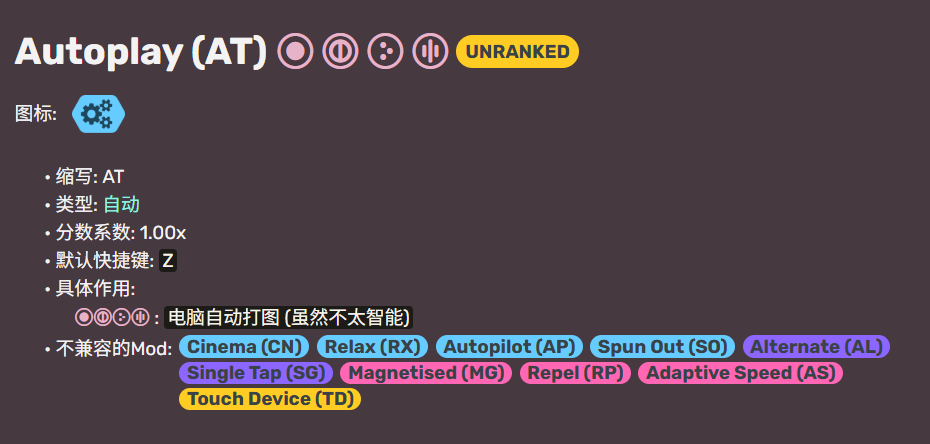 Autoplay (AT) UNRANKED
图标:
• 缩写: AT
• 类型: 自动
• 分数系数: 1.00x
• 默认快捷键: Z
• 具体作用:
: 电脑自动打图 (虽然不太智能)
• 不兼容的Mod: Cinema (CN) Relax (RX) Autopilot (AP) Spun Out (SO) Alternate (AL)
Single Tap (SG) Magnetised (MG) Repel (RP) Adaptive Speed (AS)
Touch Device (TD)